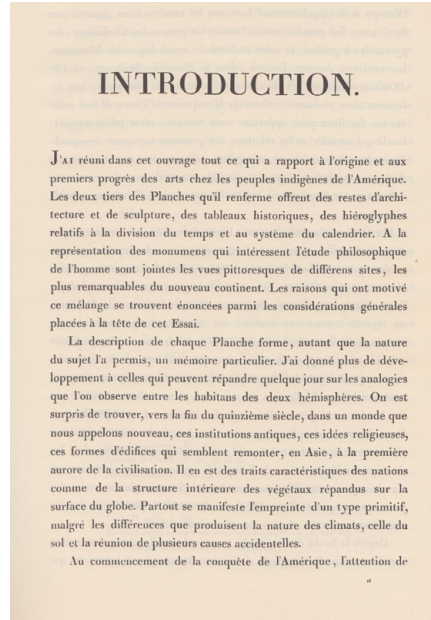 INTRODUCTION.
J'AI réuni dans cet ouvrage tout ce qui a rapport à l'origine et aux
premiers progrès des arts chez les peuples indigènes de l'Amérique.
Les deux tiers des Planches qu'il renferme offrent des restes d'archi-
tecture et de sculpture, des tableaux historiques, des hiéroglyphes
relatifs à la division du temps et au système du calendrier. A la
représentation des monumens qui intéressent l'étude philosophique
de l'homme sont jointes les vues pittoresques de différens sites, les
plus remarquables du nouveau continent. Les raisons qui ont motivé
ce mélange se trouvent énoncées parmi les considérations générales
placées à la tête de cet Essai.
La description de chaque Planche forme, autant que la nature
du sujet l'a permis, un mémoire particulier. J'ai donné plus de déve-
loppement à celles qui peuvent répandre quelque jour sur les analogies
que l'on observe entre les habitans des deux hémisphères. On est
surpris de trouver, vers la fin du quinzième siècle, dans un monde que
nous appelons nouveau, ces institutions antiques, ces idées religieuses,
ces formes d'édifices qui semblent remonter, en Asie, à la première
aurore de la civilisation. Il en est des traits caractéristiques des nations
comme de la structure intérieure des végétaux répandus sur la
surface du globe. Partout se manifeste l'empreinte d'un type primitif,
malgré les différences que produisent la nature des climats, celle du
sol et la réunion de plusieurs causes accidentelles.
Au commencement de la conquête de l'Amérique, l'attention de
a